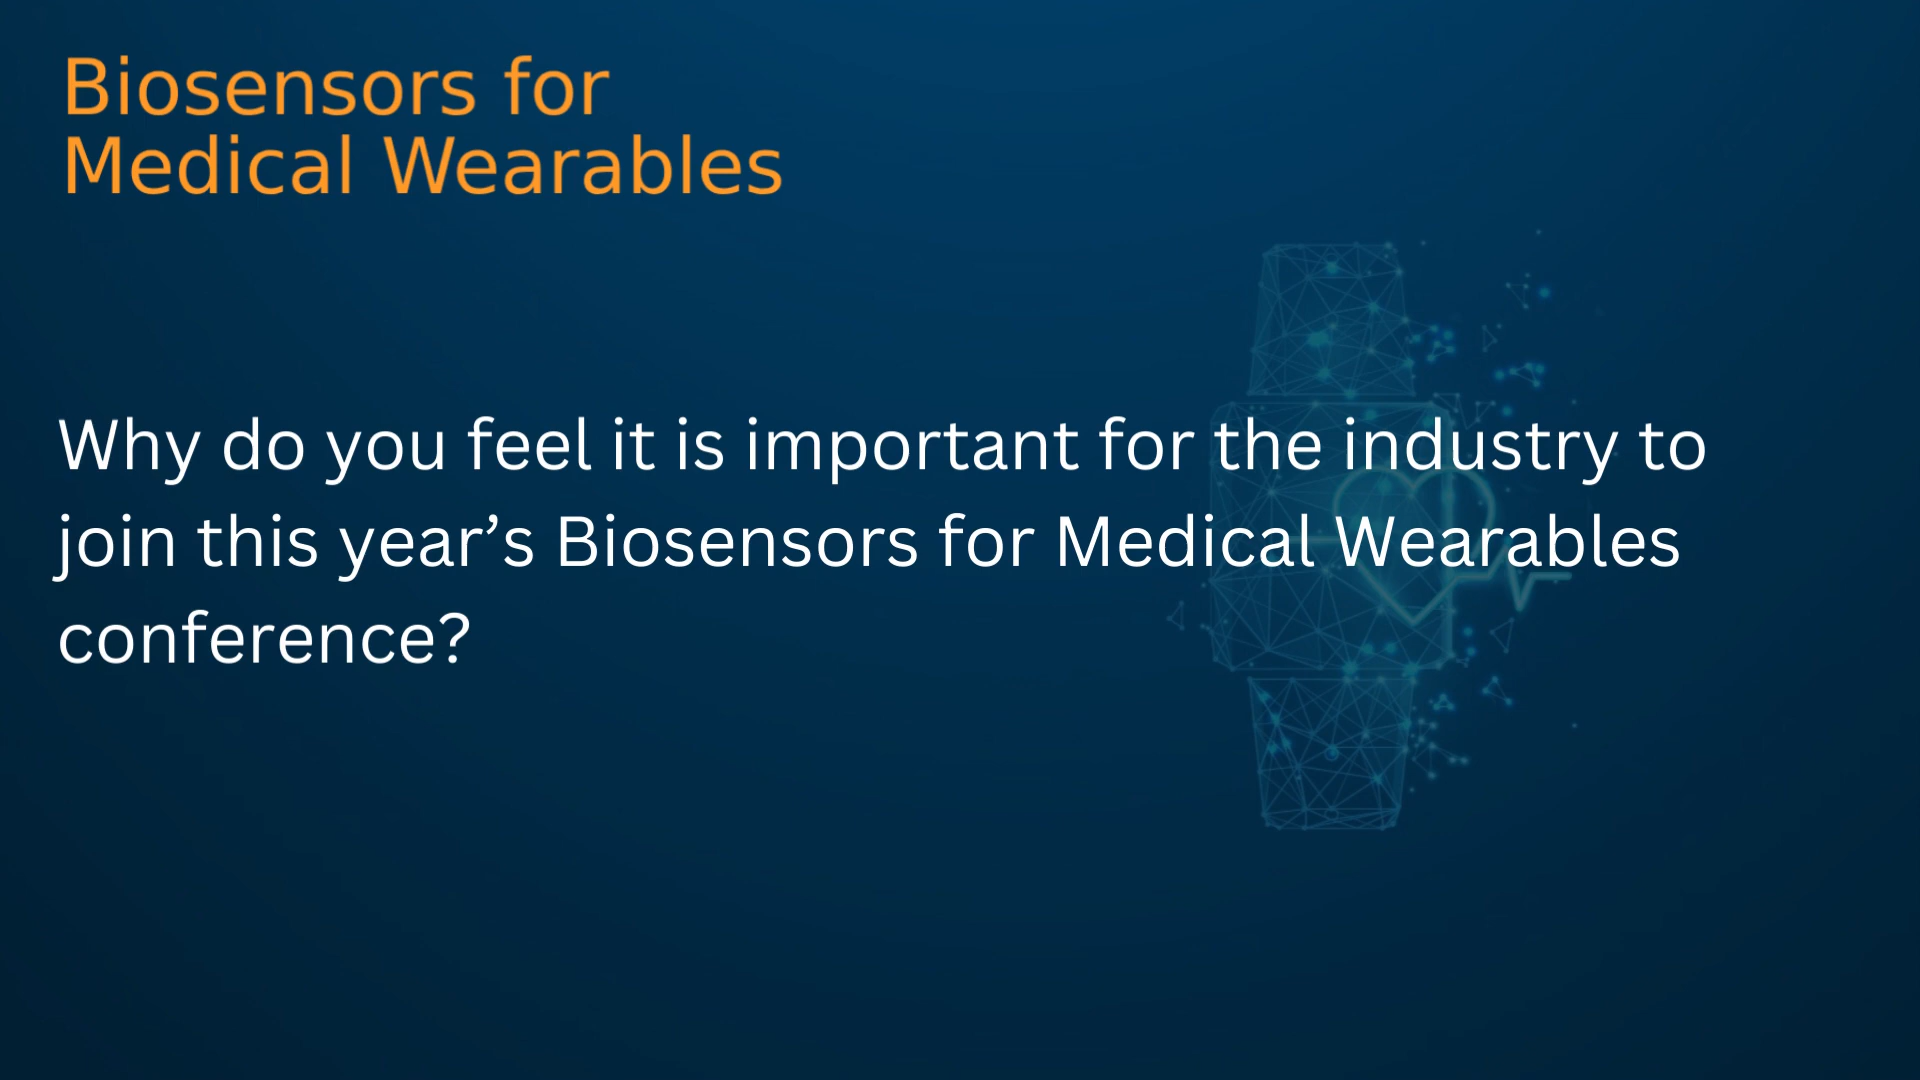 Biosensors for
Medical Wearables
Why do you feel it is important for the industry to
join this year’s Biosensors for Medical Wearables
conference?